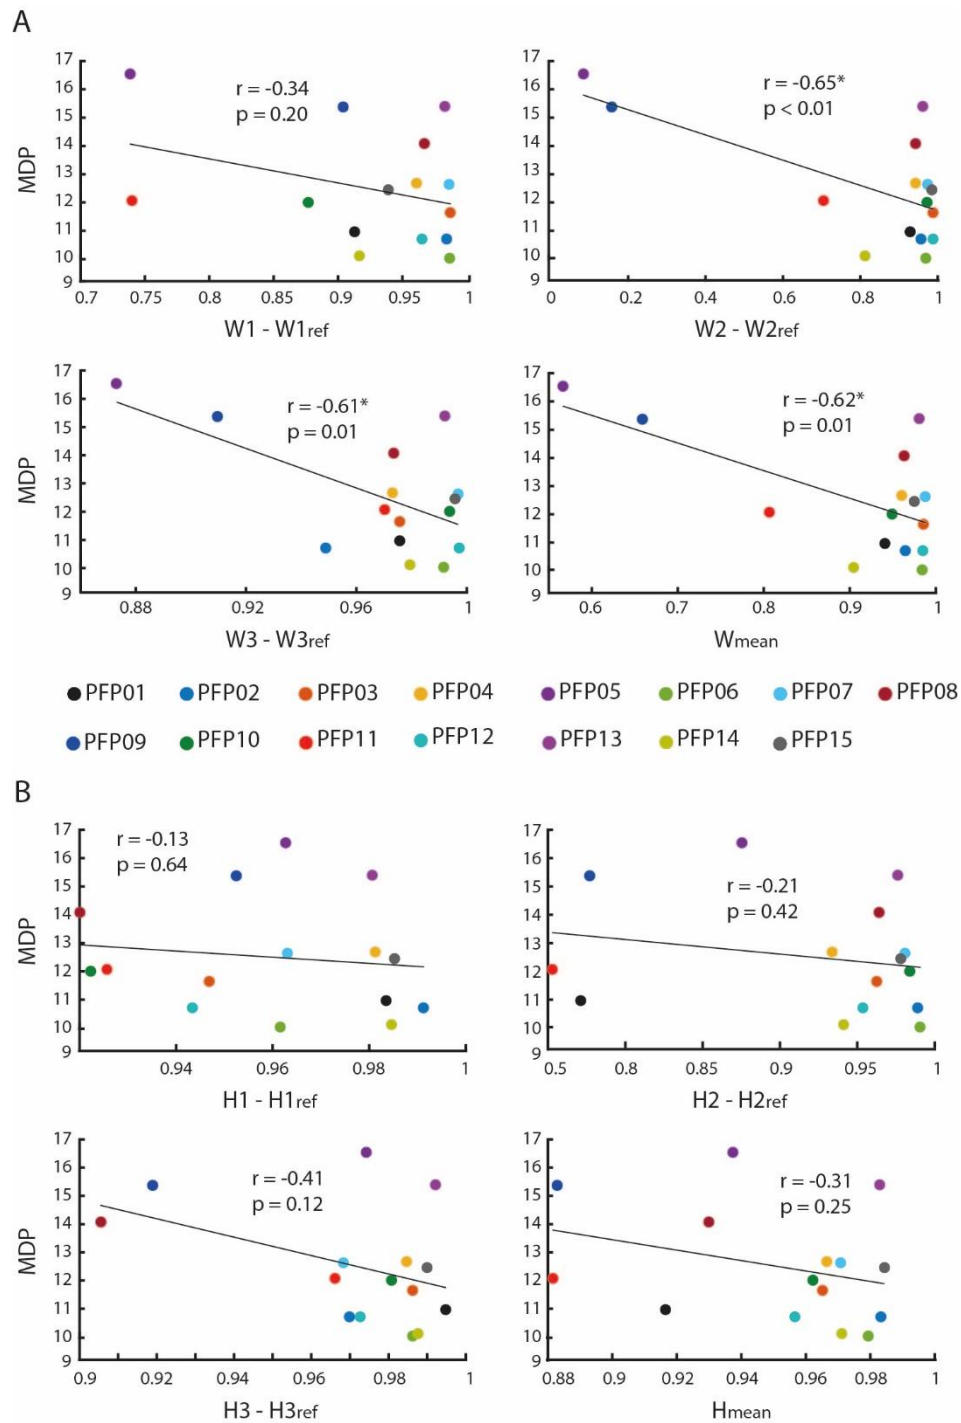 A
17
16
15
14
13
12
11
10
9
MDP
r = -0.34
p = 0.20
0.7 0.75 0.8 0.85 0.9 0.95 1
W1 - W1ref
17
16
15
14
13
12
11
10
9
r = -0.65*
p < 0.01
0 0.2 0.4 0.6 0.8 1
W2 - W2ref
17
16
15
14
13
12
11
10
9
MDP
r = -0.61*
p = 0.01
0.88 0.92 0.96 1
W3 - W3ref
17
16
15
14
13
12
11
10
9
r = -0.62*
p = 0.01
0.6 0.7 0.8 0.9 1
Wmean
PFP01 PFP02 PFP03 PFP04 PFP05 PFP06 PFP07 PFP08
PFP09 PFP10 PFP11 PFP12 PFP13 PFP14 PFP15
B
17
16
15
14
13
12
11
10
9
MDP
r = -0.13
p = 0.64
0.94 0.96 0.98 1
H1 - H1ref
17
16
15
14
13
12
11
10
9
r = -0.21
p = 0.42
0.5 0.8 0.85 0.9 0.95 1
H2 - H2ref
17
16
15
14
13
12
11
10
9
MDP
r = -0.41
p = 0.12
0.9 0.92 0.94 0.96 0.98 1
H3 - H3ref
17
16
15
14
13
12
11
10
9
r = -0.31
p = 0.25
0.88 0.9 0.92 0.94 0.96 0.98 1
Hmean